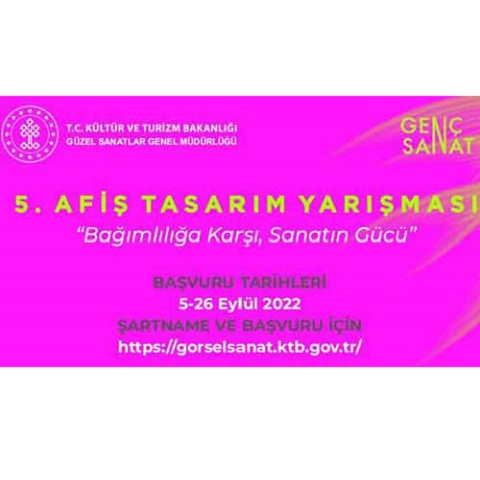 T.C. KÜLTÜR VE TURİZM BAKANLIĞI
GÜZEL SANATLAR GENEL MÜDÜRLÜĞÜ
GENÇ
SANAT
5. AFİŞ TASARIM YARIŞMASI
“Bağımlılığa Karşı, Sanatın Gücü”
BAŞVURU TARİHLERİ
5-26 Eylül 2022
ŞARTNAME VE BAŞVURU İÇİN
https://gorselsanat.ktb.gov.tr/